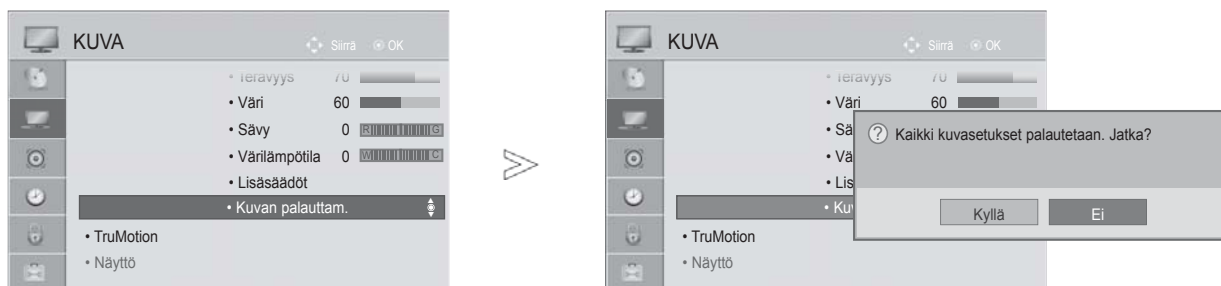 KUVA
Siirrä OK
• Terävyys 70
• Väri 60
• Sävy 0 R G
• Värilämpötila 0 W C
• Lisäsäädöt
• Kuvan palauttam.
• TruMotion
• Näyttö
KUVA
Siirrä OK
• Terävyys 70
• Väri 60
• Sä
• Vä
• Lis
• Ku
• TruMotion
• Näyttö
? Kaikki kuvasetukset palautetaan. Jatka?
Kyllä Ei